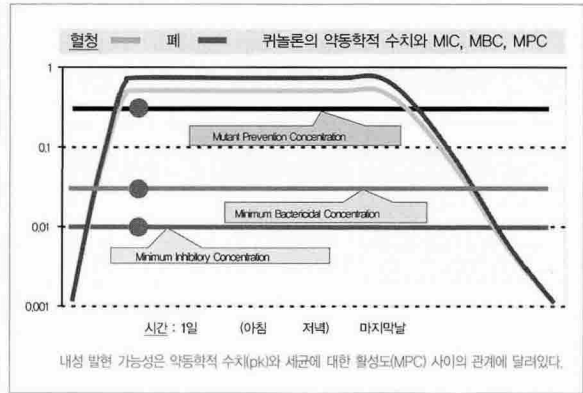 혈청 폐 퀴놀론의 약동학적 수치와 MIC, MBC, MPC
1
Mutant Prevention Concentration
0.1
Minimum Bactericidal Concentration
0.01
Minimum Inhibitory Concentration
0.001
시간 : 1일 (아침 저녁) 마지막날
내성 발현 가능성은 약동학적 수치(pk)와 세균에 대한 활성도(MPC) 사이의 관계에 달려있다.